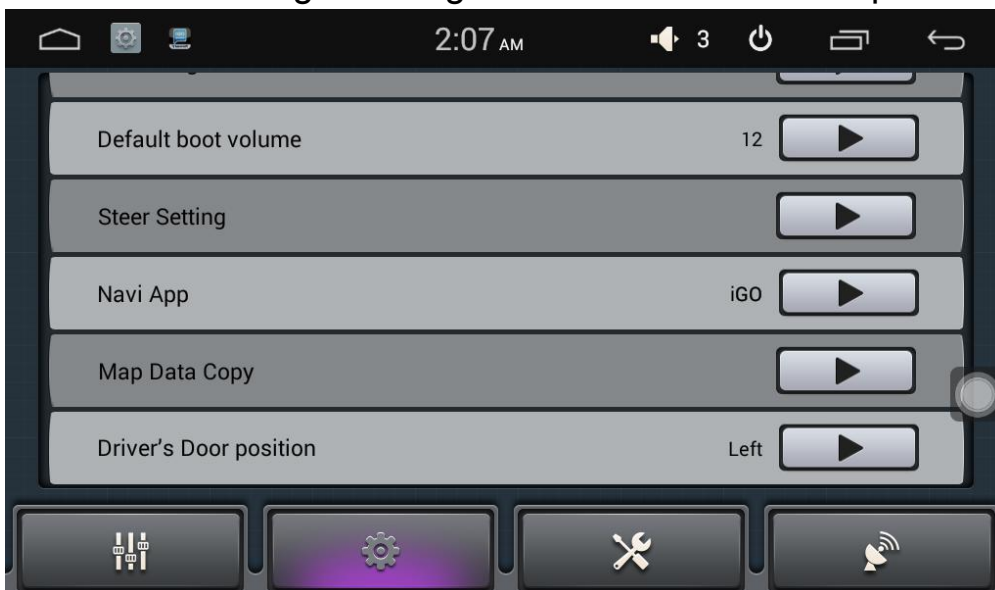 2:07 AM 3
Default boot volume 12
Steer Setting
Navi App iGO
Map Data Copy
Driver's Door position Left